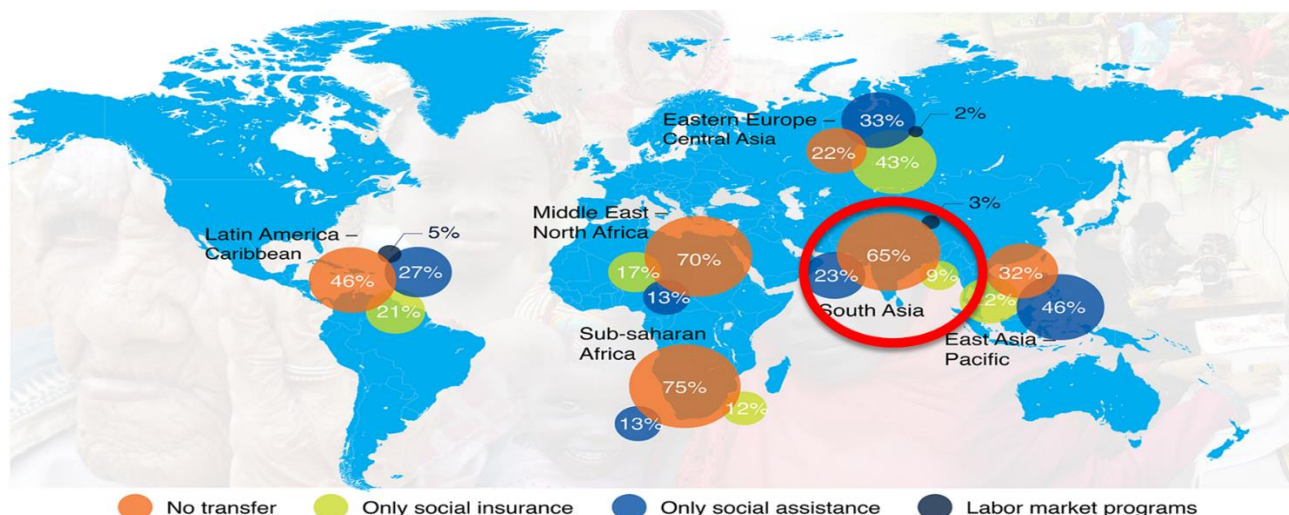 Eastern Europe –
Central Asia
33%
2%
22%
43%
Latin America –
Caribbean
5%
46%
27%
21%
Middle East –
North Africa
17%
70%
13%
3%
65%
23%
9%
South Asia
32%
2%
46%
East Asia –
Pacific
Sub-saharan
Africa
75%
13%
12%
No transfer
Only social insurance
Only social assistance
Labor market programs